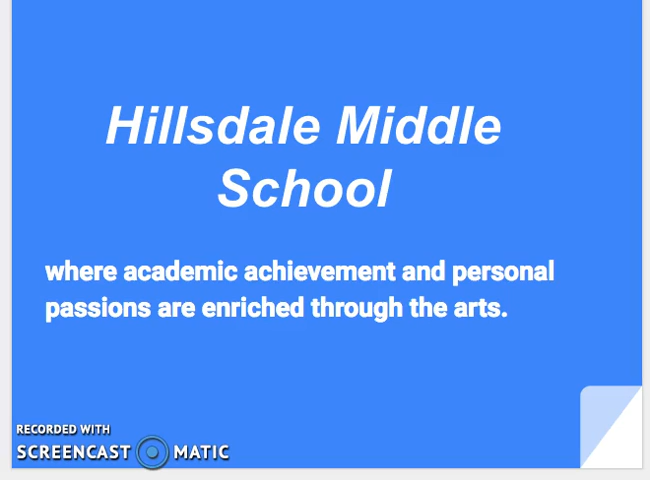 Hillsdale Middle
School
where academic achievement and personal
passions are enriched through the arts.
RECORDED WITH
SCREENCAST MATIC